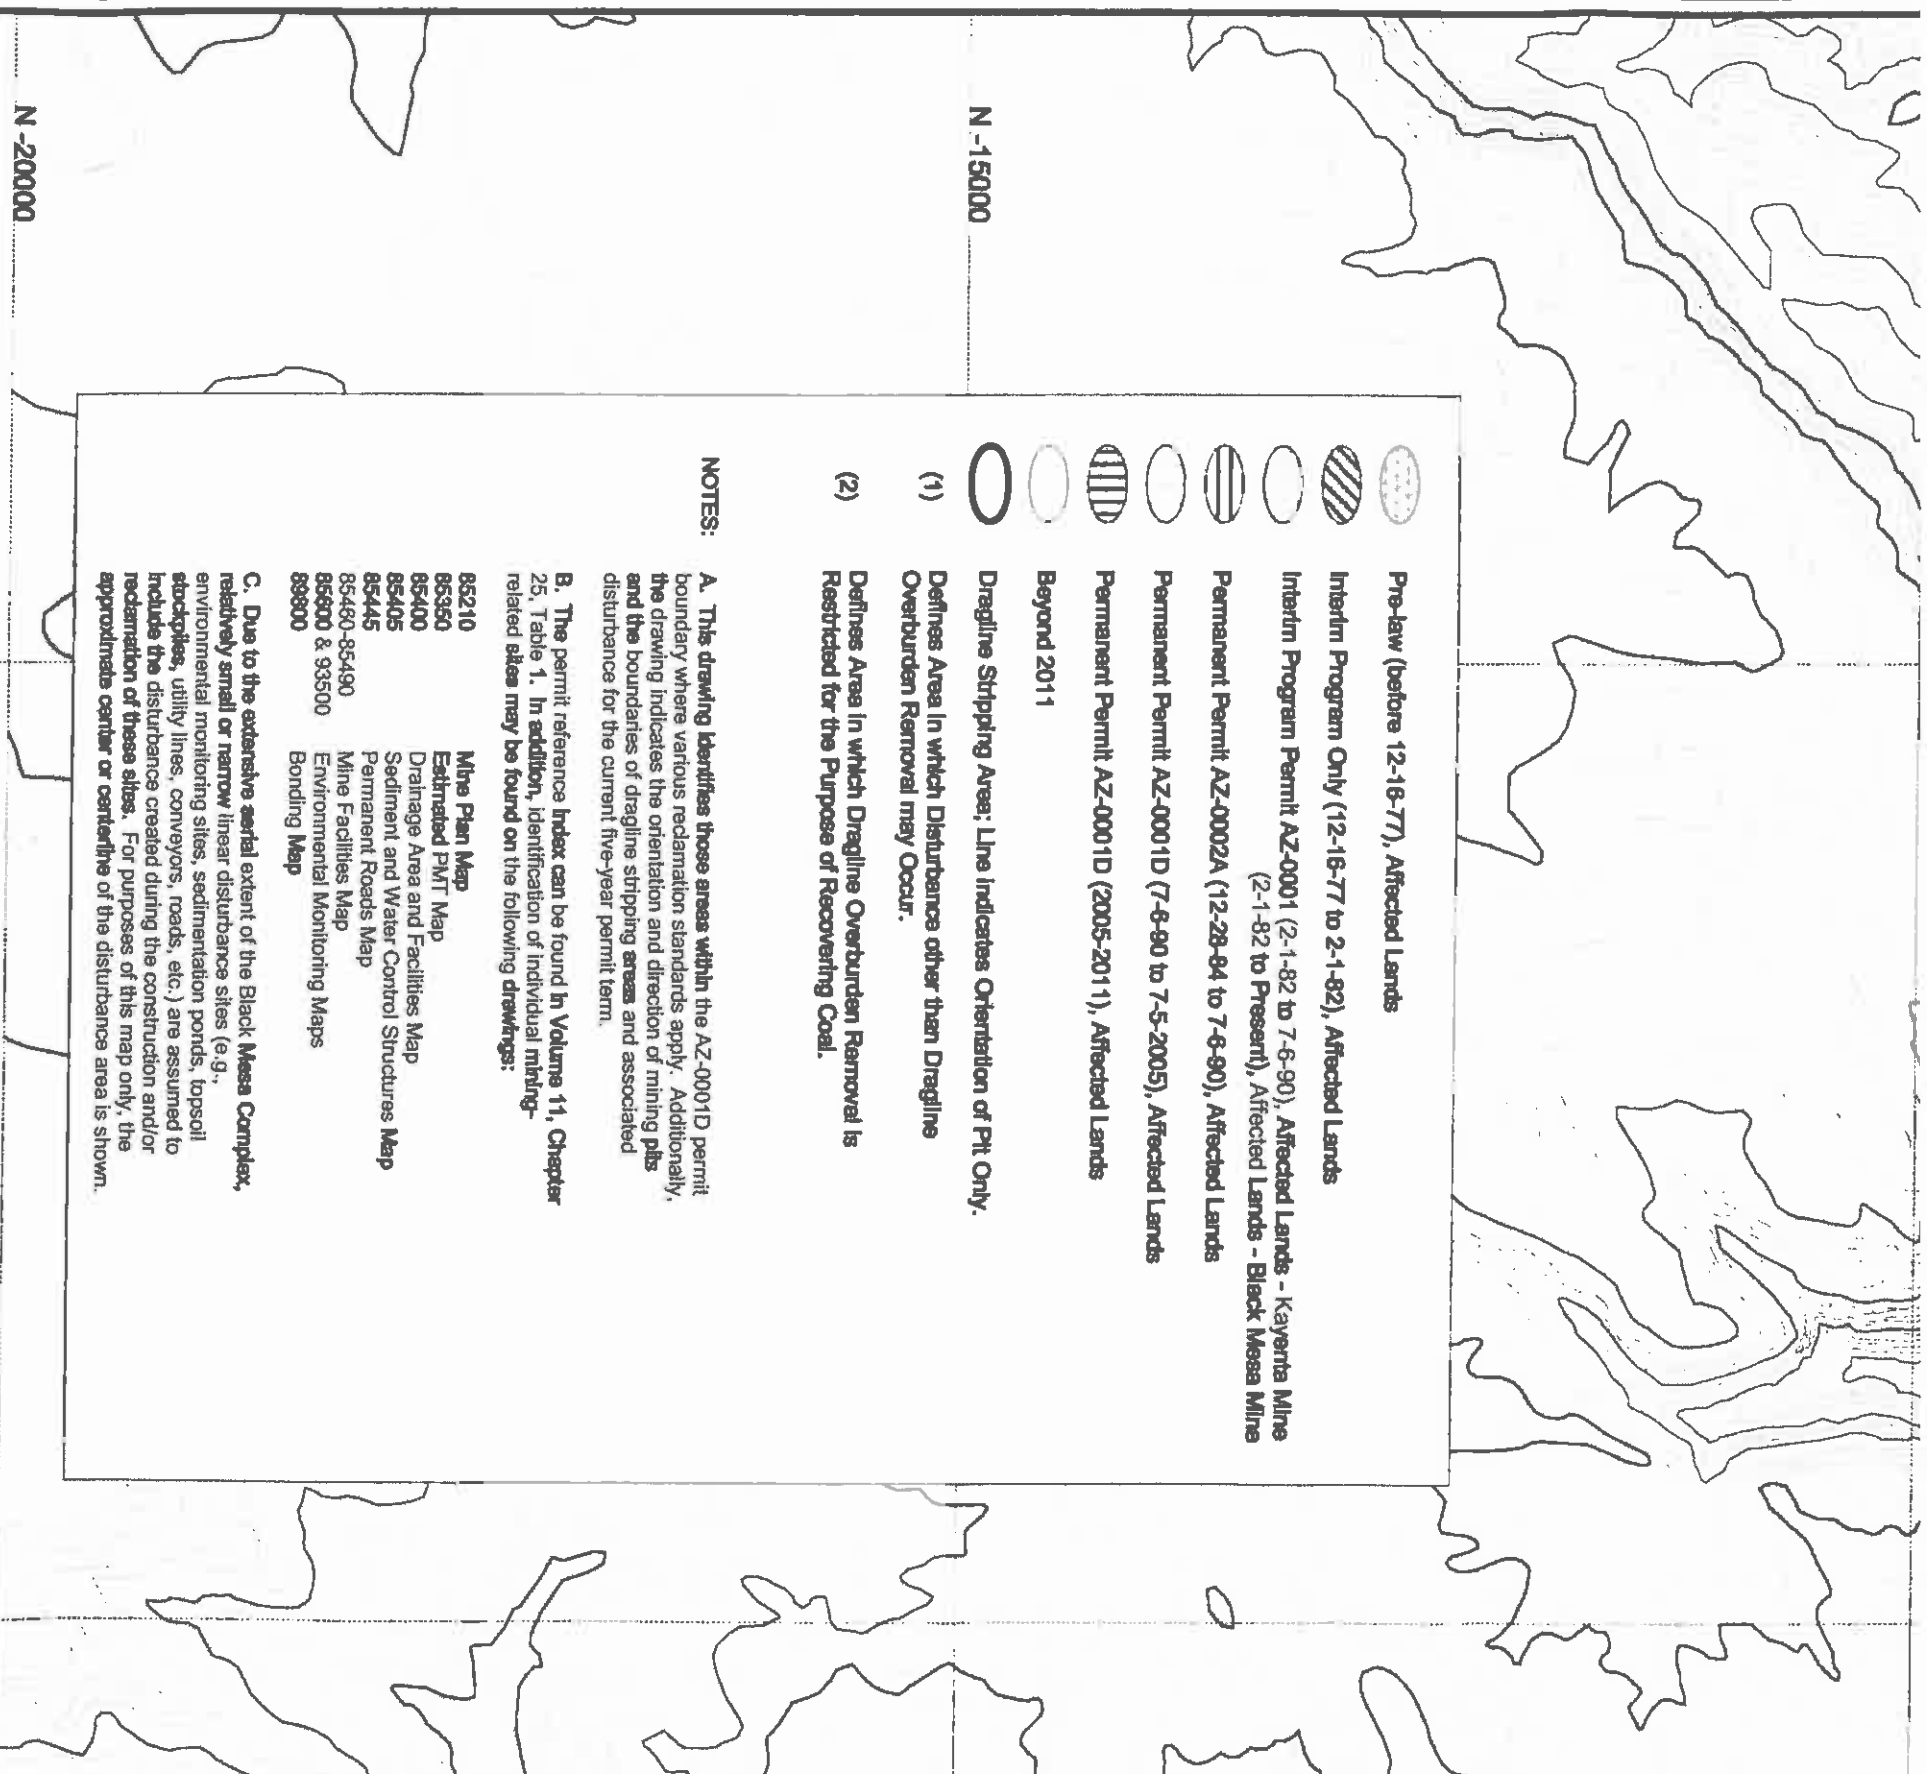 N -15000
N -20000
Pre-law (before 12-16-77), Affected Lands
Interim Program Only (12-16-77 to 2-1-82), Affected Lands
Interim Program Permit AZ-0001 (2-1-82 to 7-6-90), Affected Lands - Kayenta Mine
(2-1-82 to Present), Affected Lands - Black Mesa Mine
Permanent Permit AZ-0002A (12-28-84 to 7-6-90), Affected Lands
Permanent Permit AZ-0001D (7-6-90 to 7-5-2005), Affected Lands
Permanent Permit AZ-0001D (2005-2011), Affected Lands
Beyond 2011
Dragline Stripping Area; Line Indicates Orientation of Pit Only.
(1) Defines Area in which Disturbance other than Dragline
Overburden Removal may Occur.
(2) Defines Area in which Dragline Overburden Removal is
Restricted for the Purpose of Recovering Coal.
NOTES: A. This drawing identifies those areas within the AZ-0001D permit
boundary where various reclamation standards apply. Additionally,
the drawing indicates the orientation and direction of mining pits
and the boundaries of dragline stripping areas and associated
disturbance for the current five-year permit term.
B. The permit reference index can be found in Volume 11, Chapter
25, Table 1. In addition, identification of individual mining-
related sites may be found on the following drawings:
85210 Mine Plan Map
85350 Estimated PMT Map
85400 Drainage Area and Facilities Map
85405 Sediment and Water Control Structures Map
85445 Permanent Roads Map
85460-85490 Mine Facilities Map
85600 & 93500 Environmental Monitoring Maps
89800 Bonding Map
C. Due to the extensive aerial extent of the Black Mesa Complex,
relatively small or narrow linear disturbance sites (e.g.,
environmental monitoring sites, sedimentation ponds, topsoil
stockpiles, utility lines, conveyors, roads, etc.) are assumed to
include the disturbance created during the construction and/or
reclamation of these sites. For purposes of this map only, the
approximate center or centerline of the disturbance area is shown.